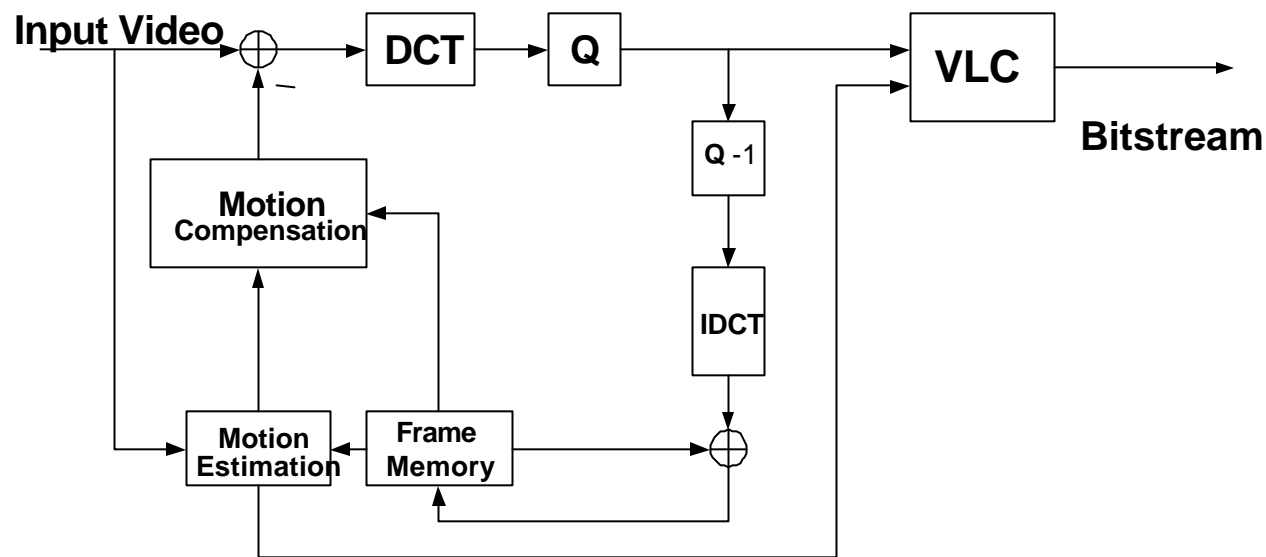 Input Video
DCT
Q
VLC
Bitstream
Q -1
Motion
Compensation
IDCT
Motion
Estimation
Frame
Memory